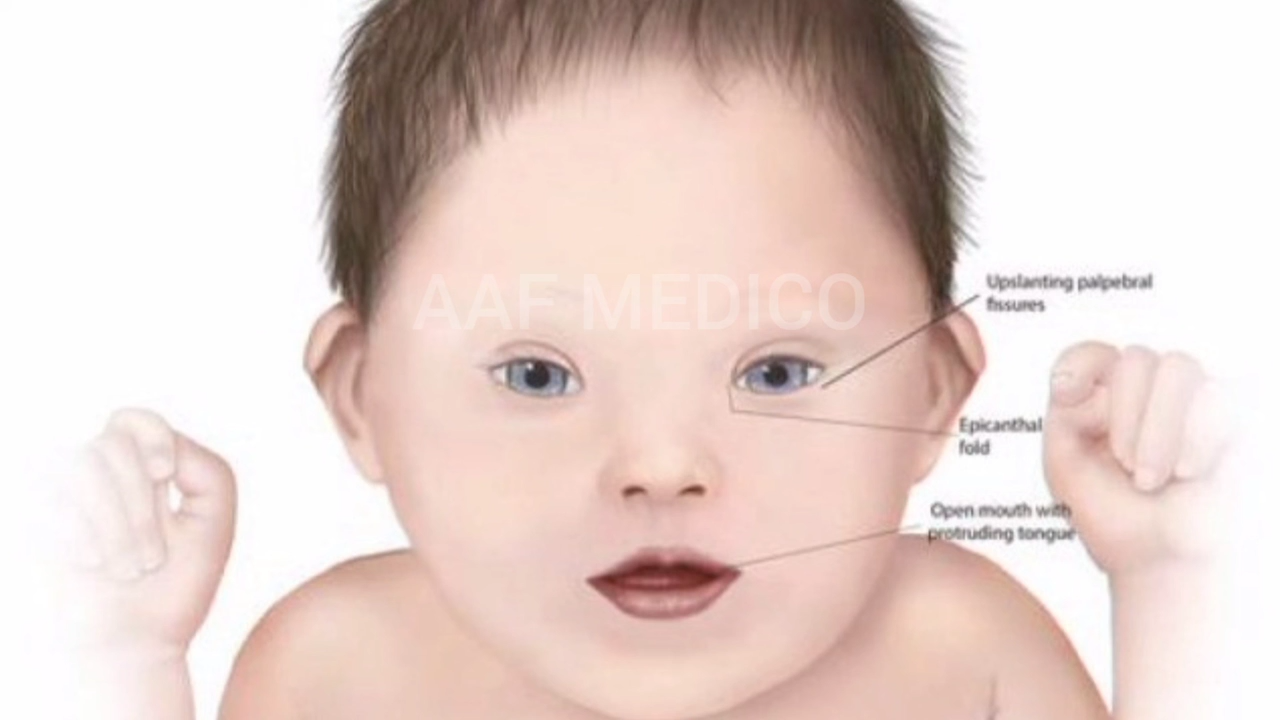 AAF MEDICO
Upslanting palpebral
fissures
Epicanthal
fold
Open mouth with
protruding tongue